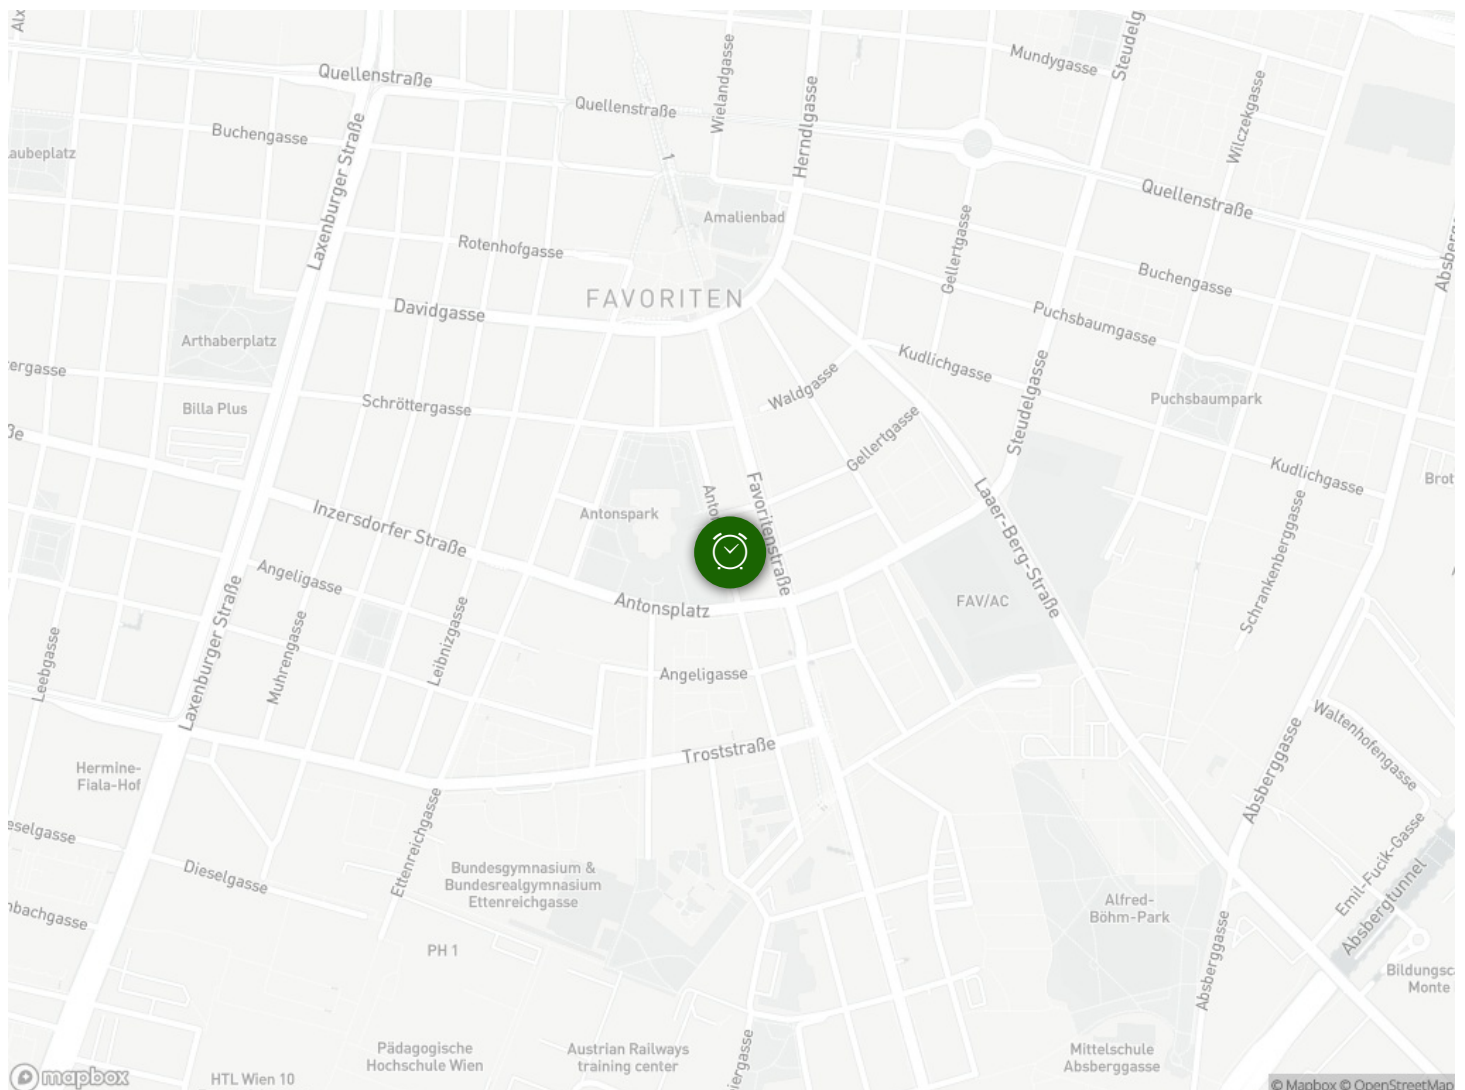 Quellenstraße
Quellenstraße
Wielandgasse
Herndlgasse
Mundygasse
Wilczekgasse
Buchengasse
Laxenburger Straße
1
Quellenstraße
Amalienbad
Rotenhofgasse
Gellertgasse
Buchengasse
FAVORITEN
Davidgasse
Puchsbaumgasse
Arthaberplatz
Kudlichgasse
Waldgasse
Steudelgasse
Puchsbaumpark
Billa Plus
Schröttergasse
Gellertgasse
Kudlichgasse
Favoritenstraße
Antonspark
Inzersdorfer Straße
Laaer-Berg-Straße
Schrankenberggasse
Angeligasse
Antonsplatz
FAV/AC
Laxenburger Straße
Leebgasse
Muhrengasse
Leibnizgasse
Angeligasse
Troststraße
Absberggasse
Waltenhofengasse
Hermine-
Fiala-Hof
Ettenreichgasse
Dieselgasse
Bundesgymnasium &
Bundesrealgymnasium
Ettenreichgasse
Alfred-
Böhm-Park
Emil-Fucik-Gasse
Absbergtunnel
PH 1
Absberggasse
Monte
Pädagogische
Hochschule Wien
Austrian Railways
training center
Mittelschule
Absberggasse
HTL Wien 10
mapbox
© Mapbox © OpenStreetMap